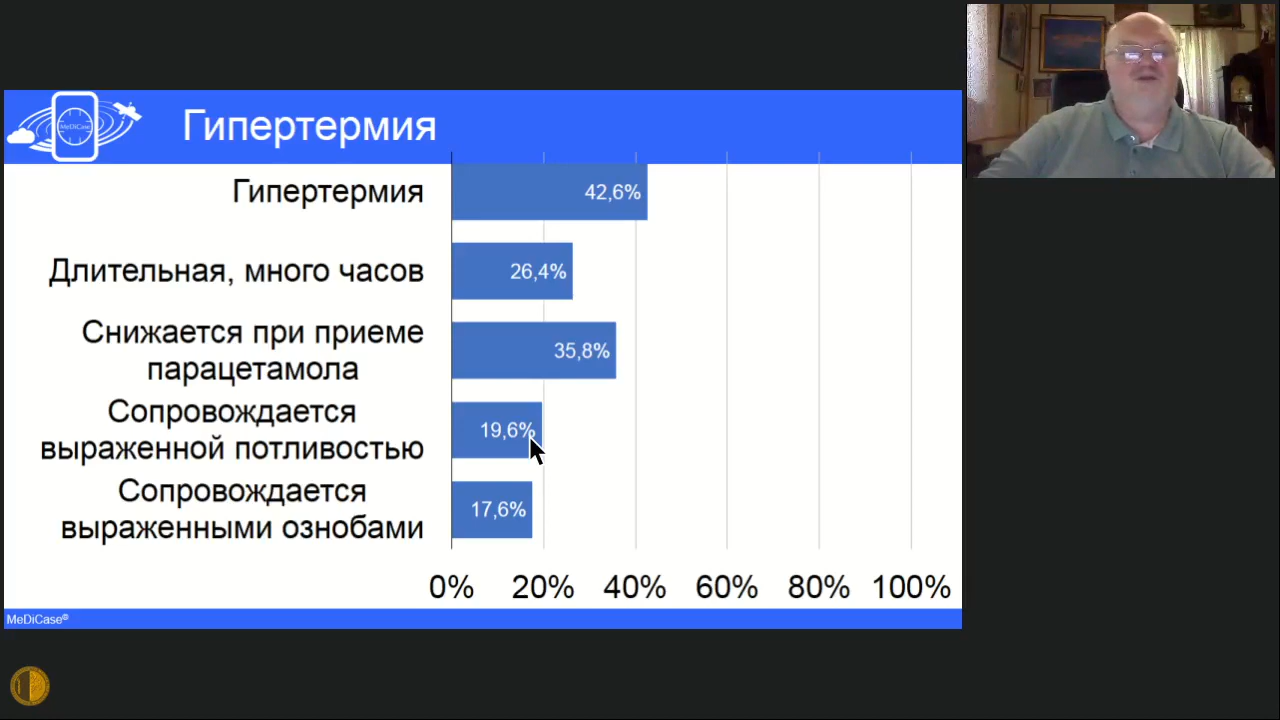 Гипертермия
MeDiCase
Гипертермия
42,6%
Длительная, много часов
26,4%
Снижается при приеме
парацетамола
35,8%
Сопровождается
выраженной потливостью
19,6%
Сопровождается
выраженными ознобами
17,6%
0% 20% 40% 60% 80% 100%
MeDiCase®